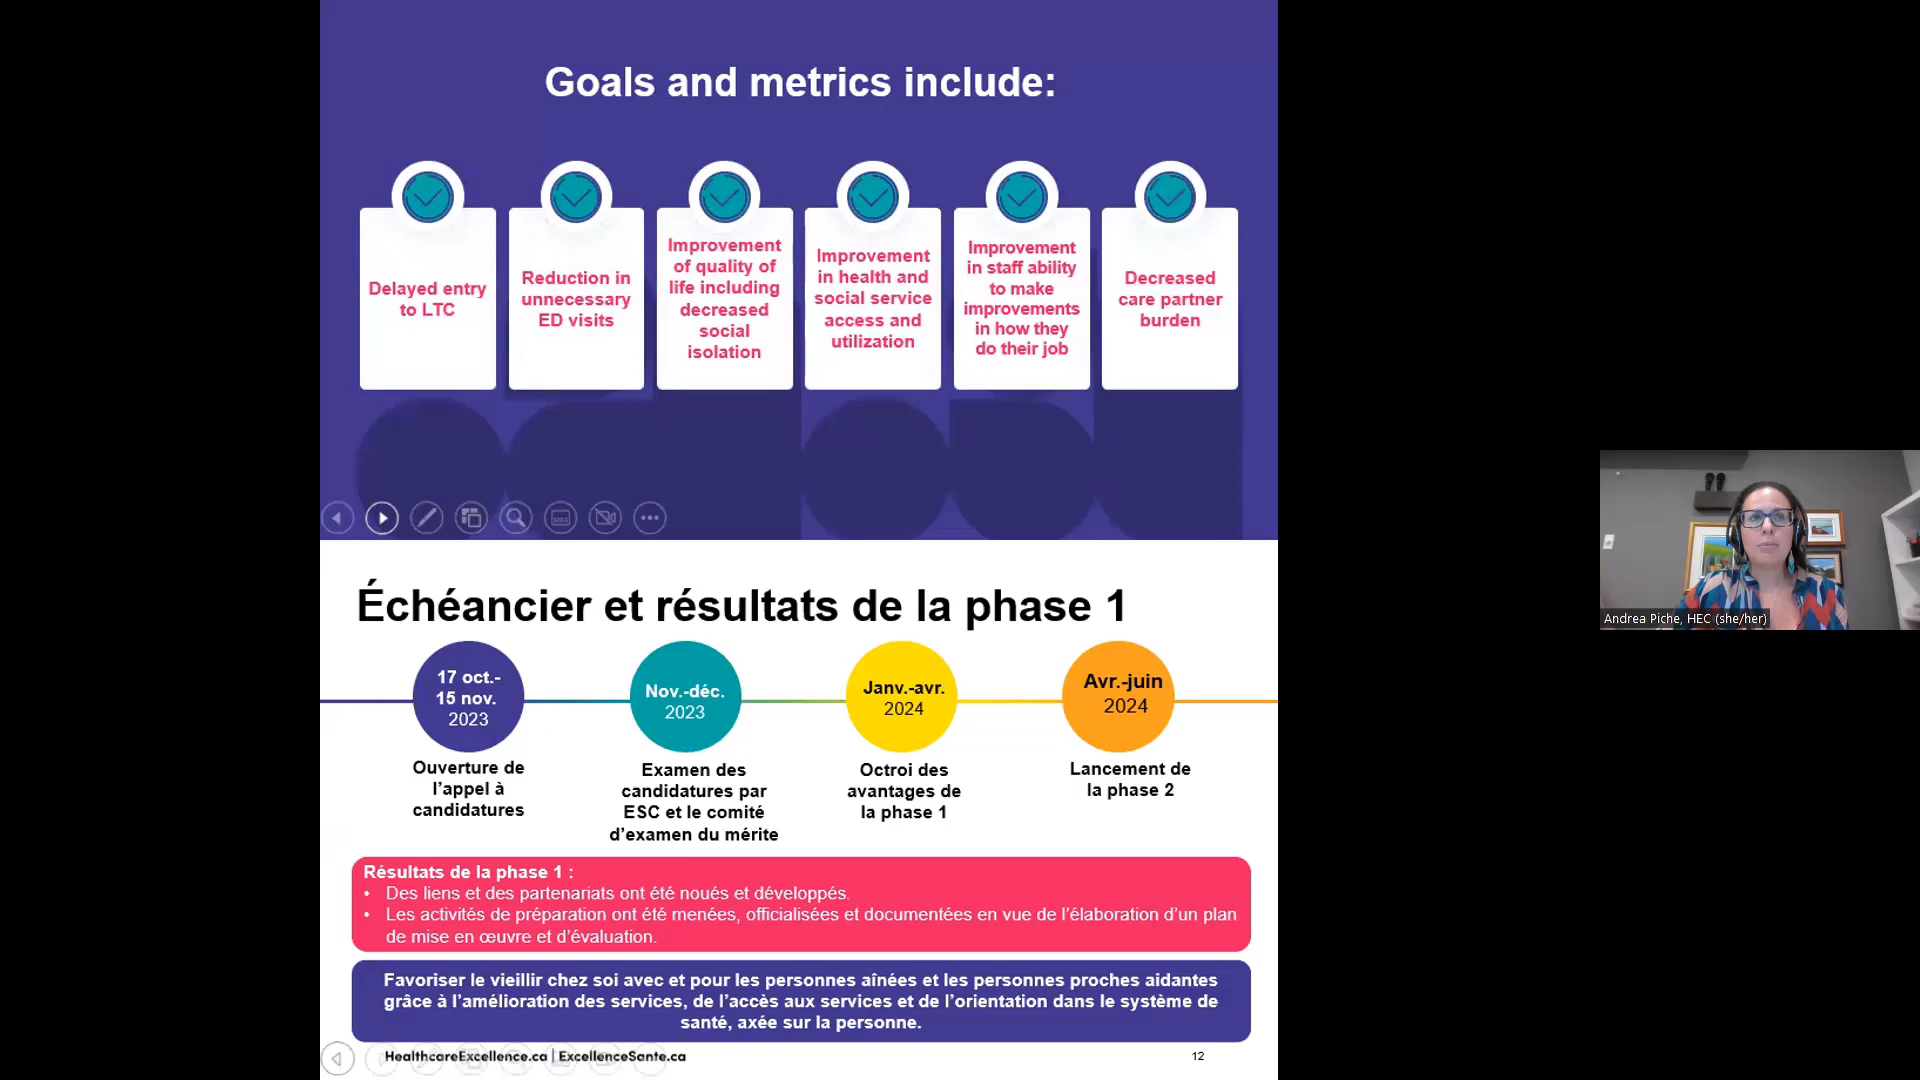 Goals and metrics include:
Delayed entry
to LTC
Reduction in
unnecessary
ED visits
Improvement
of quality of
life including
decreased
social
isolation
Improvement
in health and
social service
access and
utilization
Improvement
in staff ability
to make
improvements
in how they
do their job
Decreased
care partner
burden
Échéancier et résultats de la phase 1
17 oct.-
15 nov.
2023
Nov.-déc.
2023
Janv.-avr.
2024
Avr.-juin
2024
Ouverture de
l’appel à
candidatures
Examen des
candidatures par
ESC et le comité
d’examen du mérite
Octroi des
avantages de
la phase 1
Lancement de
la phase 2
Résultats de la phase 1 :
• Des liens et des partenariats ont été noués et développés.
• Les activités de préparation ont été menées, officialisées et documentées en vue de l’élaboration d’un plan
de mise en œuvre et d’évaluation.
Favoriser le vieillir chez soi avec et pour les personnes aînées et les personnes proches aidantes
grâce à l’amélioration des services, de l’accès aux services et de l’orientation dans le système de
santé, axée sur la personne.
HealthcareExcellence.ca | ExcellenceSante.ca
12
Andrea Piche, HEC (she/her)